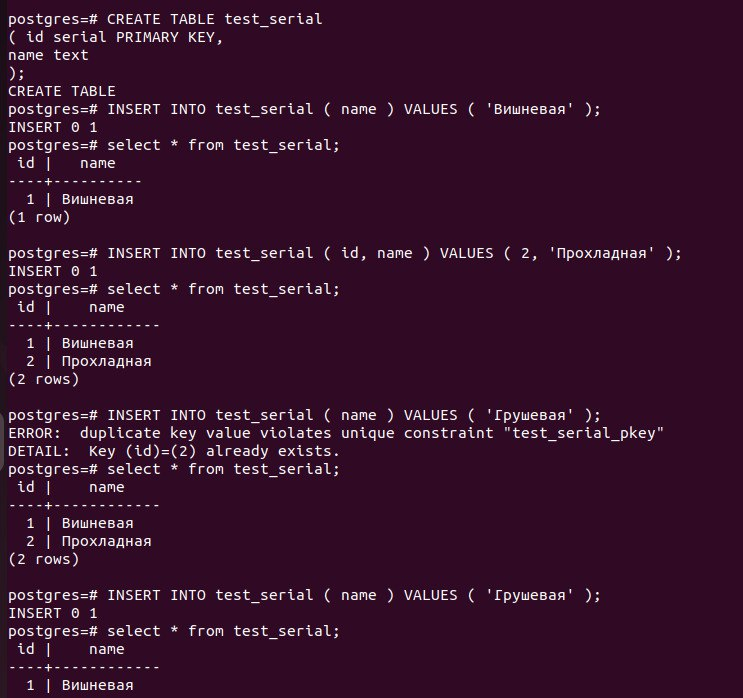 postgres=# CREATE TABLE test_serial
( id serial PRIMARY KEY,
name text
);
CREATE TABLE
postgres=# INSERT INTO test_serial ( name ) VALUES ( 'Вишневая' );
INSERT 0 1
postgres=# select * from test_serial;
 id |   name
----+----------
  1 | Вишневая
(1 row)

postgres=# INSERT INTO test_serial ( id, name ) VALUES ( 2, 'Прохладная' );
INSERT 0 1
postgres=# select * from test_serial;
 id |    name
----+------------
  1 | Вишневая
  2 | Прохладная
(2 rows)

postgres=# INSERT INTO test_serial ( name ) VALUES ( 'Грушевая' );
ERROR:  duplicate key value violates unique constraint "test_serial_pkey"
DETAIL:  Key (id)=(2) already exists.
postgres=# select * from test_serial;
 id |    name
----+------------
  1 | Вишневая
  2 | Прохладная
(2 rows)

postgres=# INSERT INTO test_serial ( name ) VALUES ( 'Грушевая' );
INSERT 0 1
postgres=# select * from test_serial;
 id |    name
----+------------
  1 | Вишневая